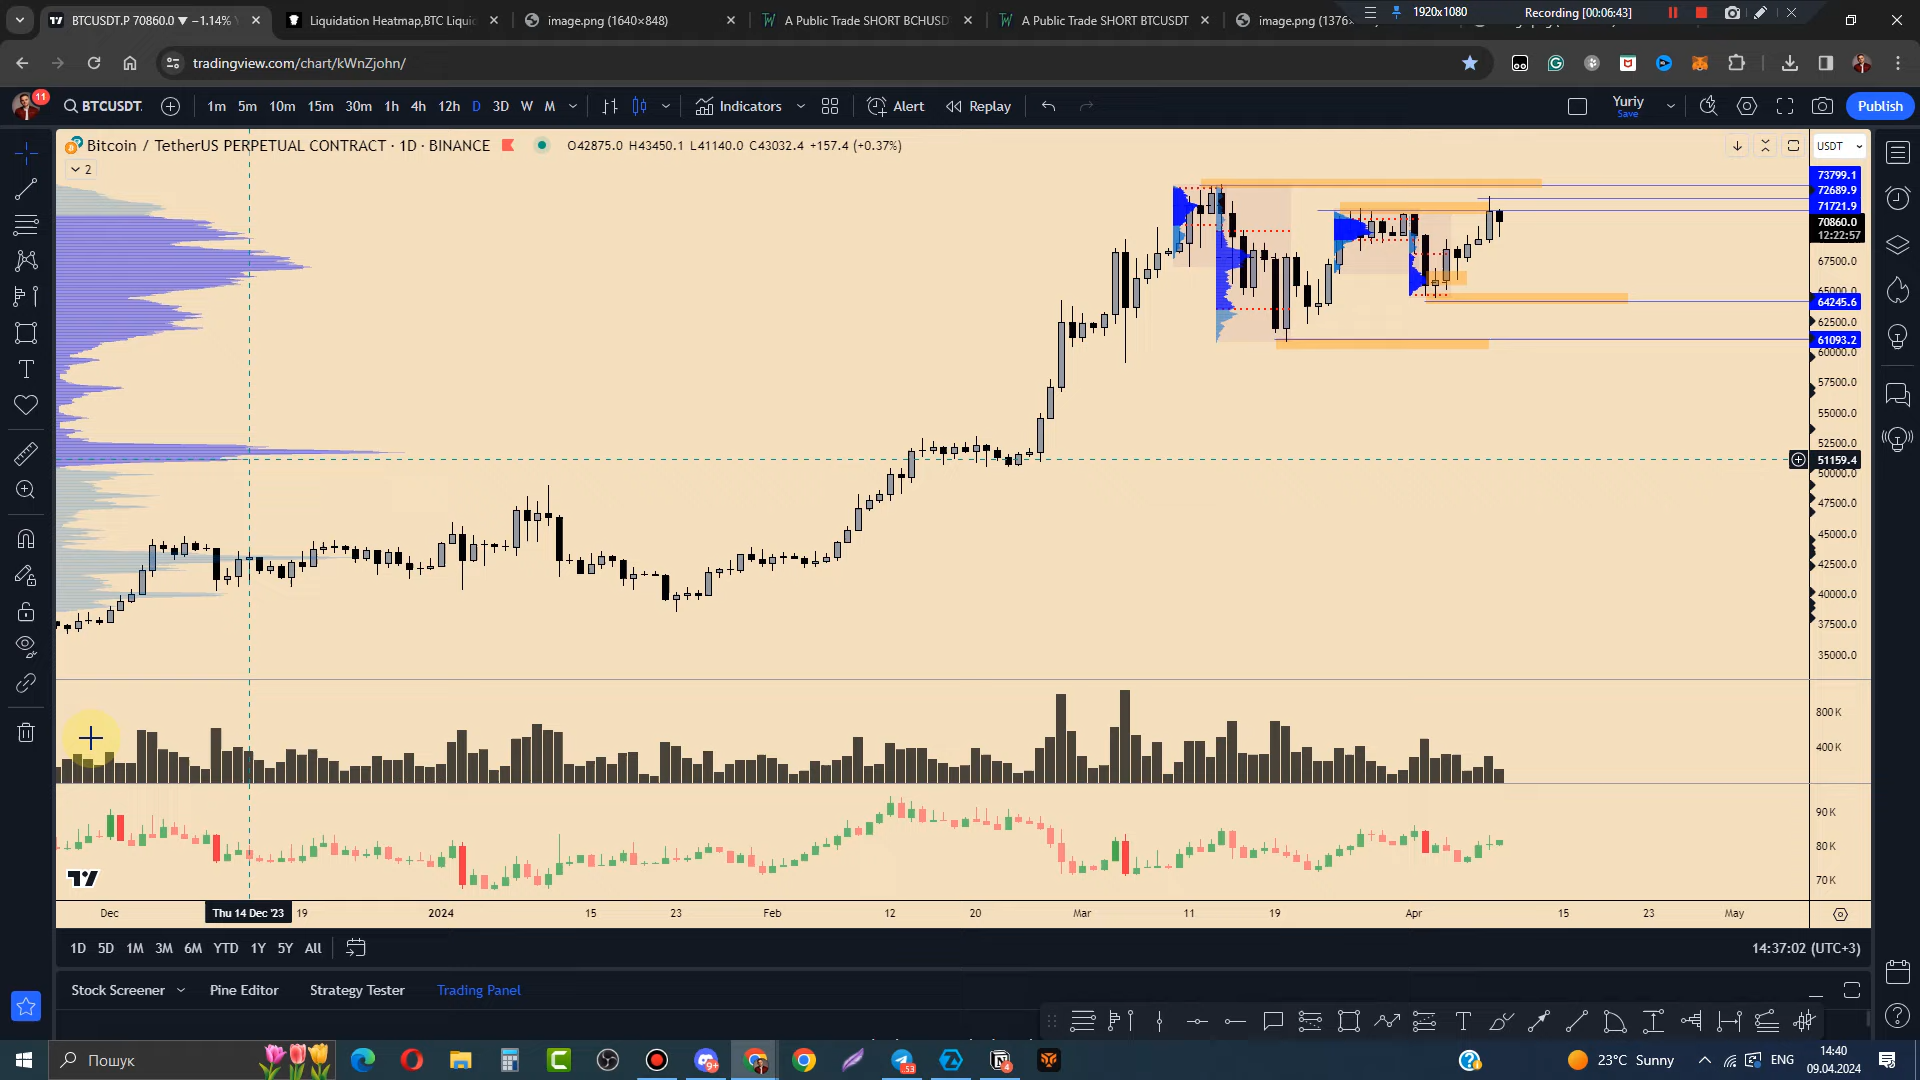 BTCUSDT.P 70860.0 ▼ −1.14%
Liquidation Heatmap,BTC Liqui
image.png (1640×848)
A Public Trade SHORT BCHUSD
A Public Trade SHORT BTCUSDT
image.png (1376×
1920x1080
Recording [00:06:43]
tradingview.com/chart/kWnZjohn/
11
BTCUSDT.
1m 5m 10m 15m 30m 1h 4h 12h D 3D W M
Indicators
Alert
Replay
Yuriy
Save
Publish
Bitcoin / TetherUS PERPETUAL CONTRACT · 1D · BINANCE
O42875.0 H43450.1 L41140.0 C43032.4 +157.4 (+0.37%)
2
USDT
73799.1
72689.9
71721.9
70860.0
12:22:57
67500.0
65000.0
64245.6
62500.0
61093.2
60000.0
57500.0
55000.0
52500.0
51159.4
50000.0
47500.0
45000.0
42500.0
40000.0
37500.0
35000.0
800K
400K
90K
80K
70K
Dec
Thu 14 Dec '23
19
2024
15
23
Feb
12
20
Mar
11
19
Apr
15
23
May
1D 5D 1M 3M 6M YTD 1Y 5Y All
14:37:02 (UTC+3)
Stock Screener
Pine Editor
Strategy Tester
Trading Panel
Пошук
9+
53
4
23°C Sunny
ENG
14:40
09.04.2024